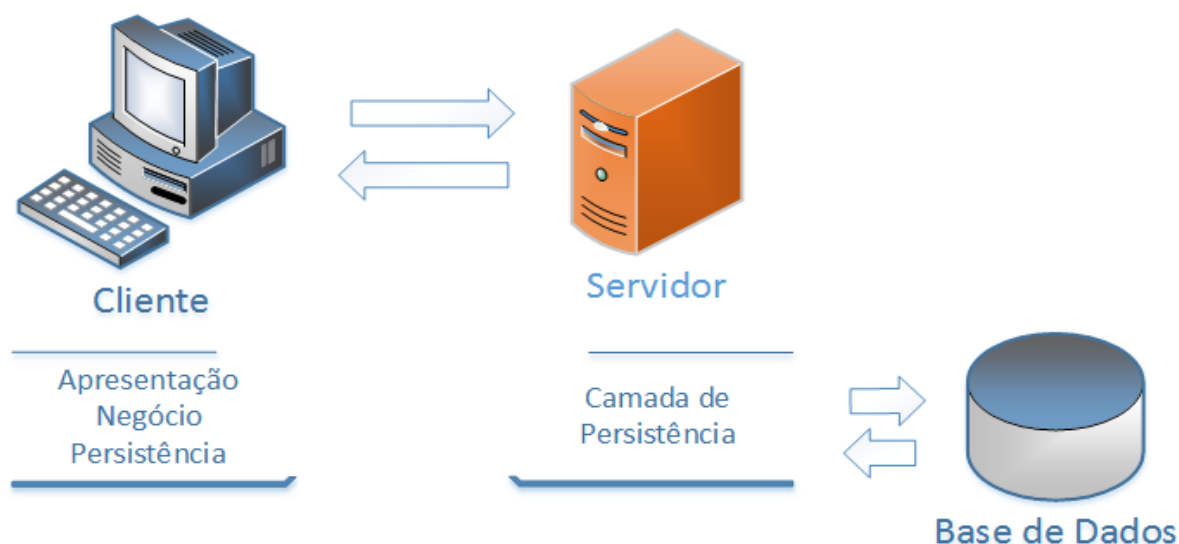 Cliente
Servidor
Apresentação
Negócio
Persistência
Camada de
Persistência
Base de Dados